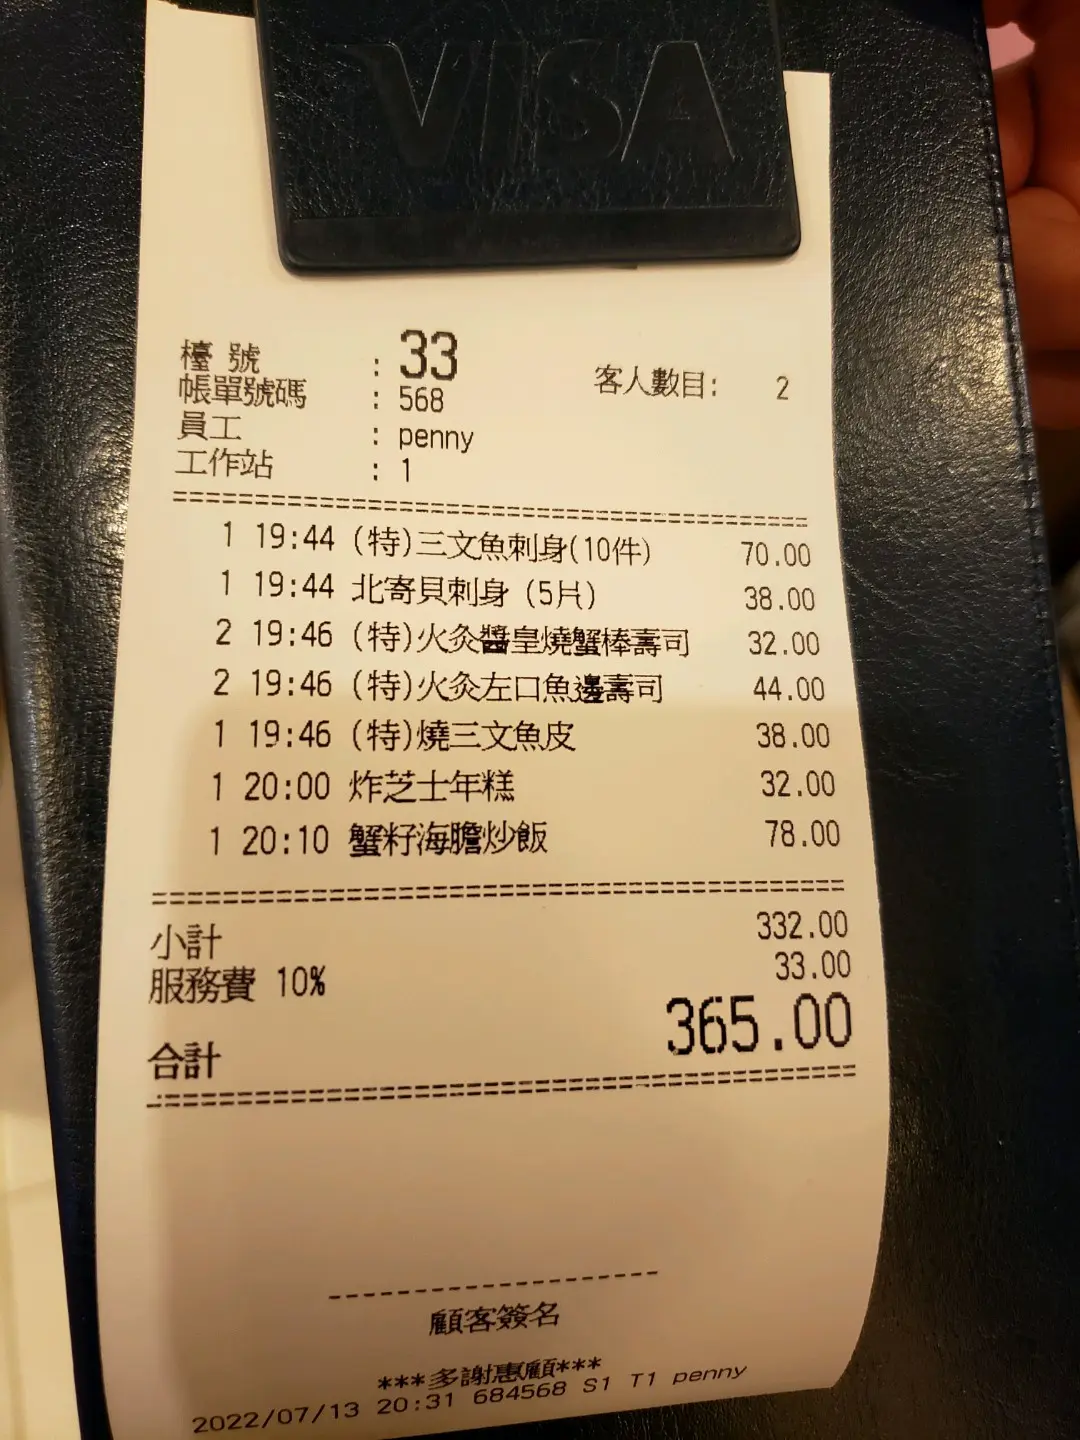 VISA
檯 號 : 33 客人數目: 2
帳單號碼 : 568
員工 : penny
工作站 : 1
1 19:44 (特)三文魚刺身(10件) 70.00
1 19:44 北寄貝刺身 (5片) 38.00
2 19:46 (特)火灸醬皇燒蟹棒壽司 32.00
2 19:46 (特)火灸左口魚邊壽司 44.00
1 19:46 (特)燒三文魚皮 38.00
1 20:00 炸芝士年糕 32.00
1 20:10 蟹籽海膽炒飯 78.00
小計 332.00
服務費 10% 33.00
合計 365.00
顧客簽名
***多謝惠顧***
2022/07/13 20:31 684568 S1 T1 penny